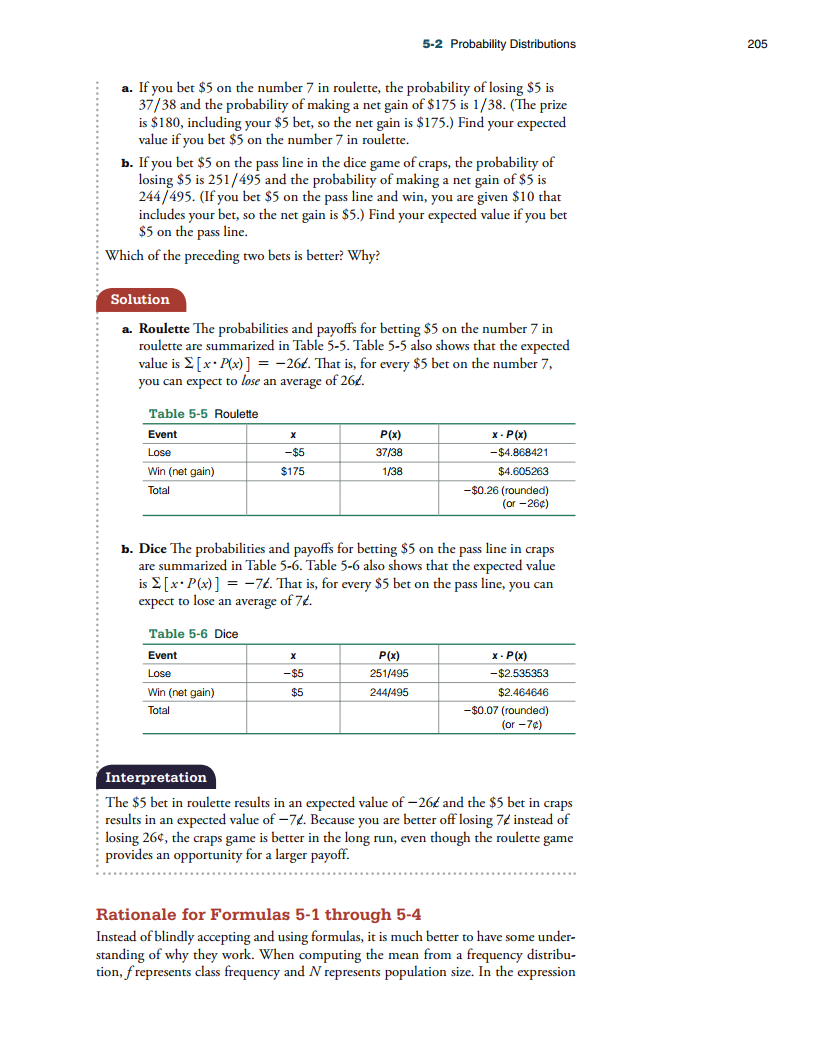 5-2 Probability Distributions 205
a. If you bet $5 on the number 7 in roulette, the probability of losing $5 is
37/38 and the probability of making a net gain of $175 is 1/38. (The prize
is $180, including your $5 bet, so the net gain is $175.) Find your expected
value if you bet $5 on the number 7 in roulette.
b. If you bet $5 on the pass line in the dice game of craps, the probability of
losing $5 is 251/495 and the probability of making a net gain of $5 is
244/495. (If you bet $5 on the pass line and win, you are given $10 that
includes your bet, so the net gain is $5.) Find your expected value if you bet
$5 on the pass line.
Which of the preceding two bets is better? Why?
Solution
a. Roulette The probabilities and payoffs for betting $5 on the number 7 in
roulette are summarized in Table 5-5. Table 5-5 also shows that the expected
value is Σ[x · P(x)] = −26¢. That is, for every $5 bet on the number 7,
you can expect to lose an average of 26¢.
Table 5-5 Roulette
Event x P(x) x · P(x)
Lose −$5 37/38 −$4.868421
Win (net gain) $175 1/38 $4.605263
Total −$0.26 (rounded)
(or −26¢)
b. Dice The probabilities and payoffs for betting $5 on the pass line in craps
are summarized in Table 5-6. Table 5-6 also shows that the expected value
is Σ[x · P(x)] = −7¢. That is, for every $5 bet on the pass line, you can
expect to lose an average of 7¢.
Table 5-6 Dice
Event x P(x) x · P(x)
Lose −$5 251/495 −$2.535353
Win (net gain) $5 244/495 $2.464646
Total −$0.07 (rounded)
(or −7¢)
Interpretation
The $5 bet in roulette results in an expected value of −26¢ and the $5 bet in craps
results in an expected value of −7¢. Because you are better off losing 7¢ instead of
losing 26¢, the craps game is better in the long run, even though the roulette game
provides an opportunity for a larger payoff.
Rationale for Formulas 5-1 through 5-4
Instead of blindly accepting and using formulas, it is much better to have some under-
standing of why they work. When computing the mean from a frequency distribu-
tion, f represents class frequency and N represents population size. In the expression